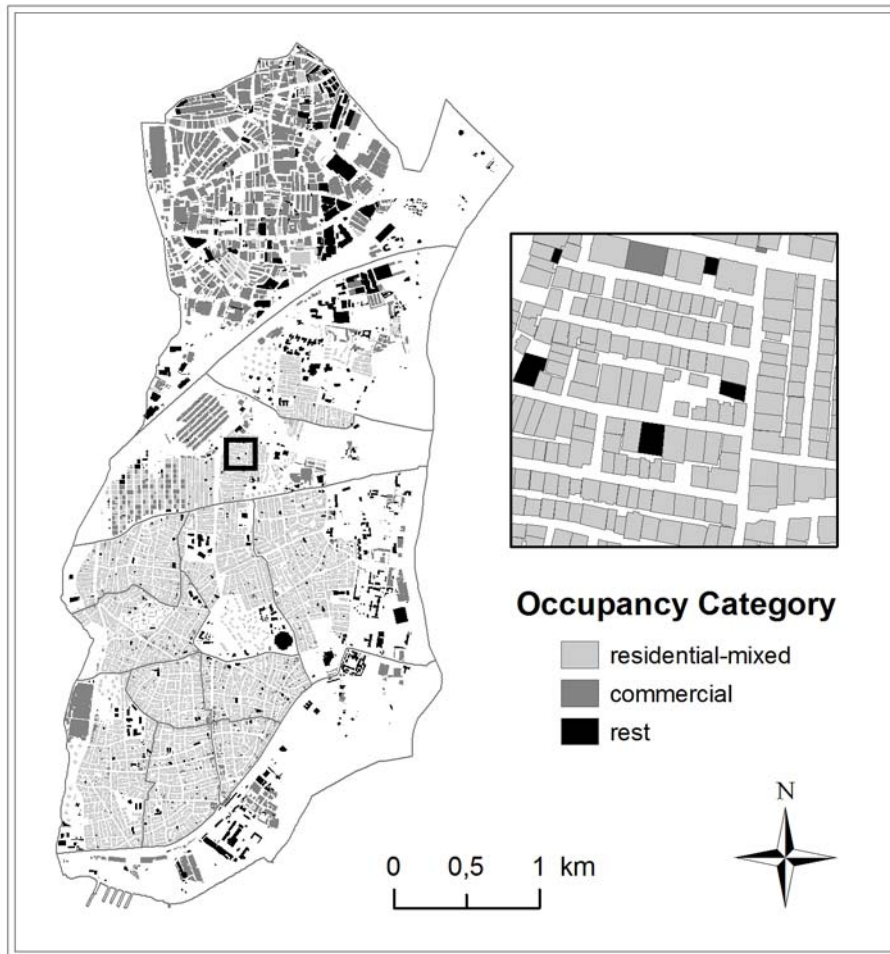 Occupancy Category
residential-mixed
commercial
rest
N
0 0,5 1 km